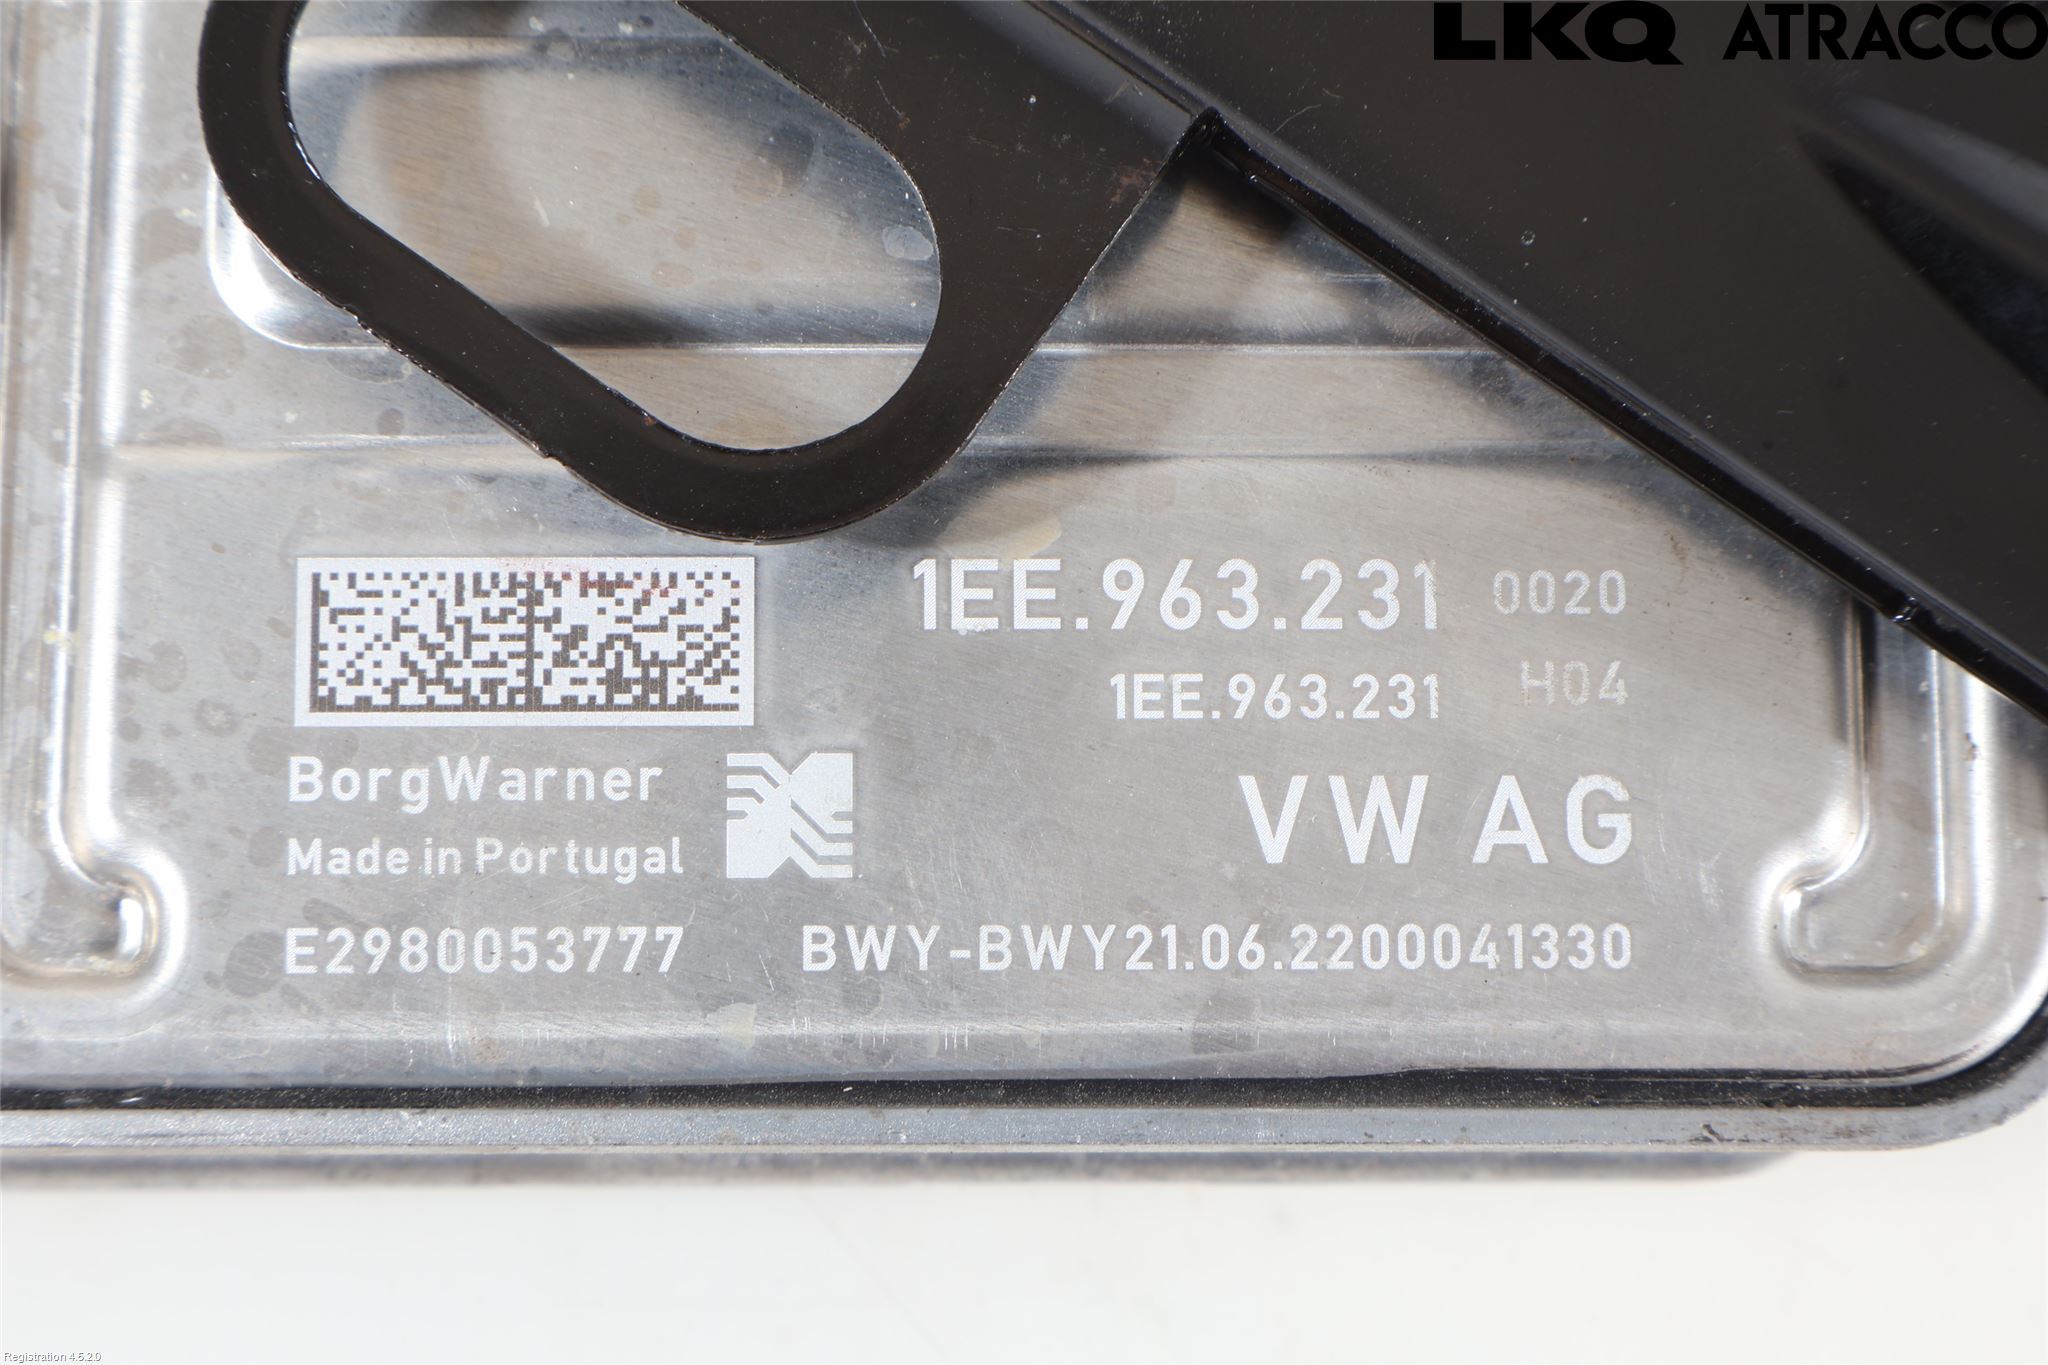 LKQ ATRACCO
1EE.963.231 0020
1EE.963.231 H04
BorgWarner
Made in Portugal
VW AG
E2980053777 BWY-BWY21.06.2200041330
Registration 4.5.2.0